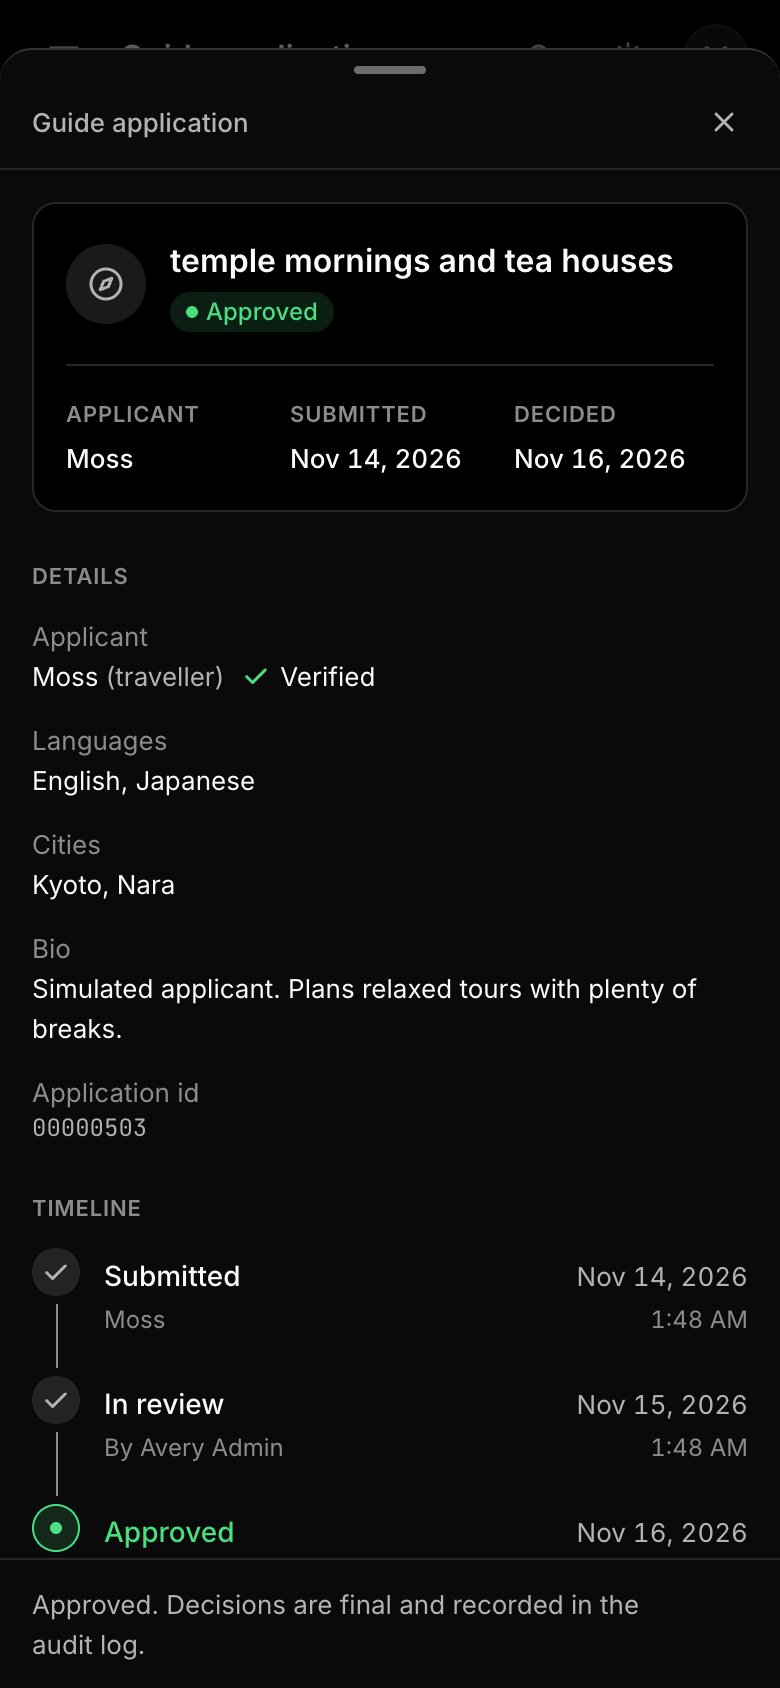 Guide application
temple mornings and tea houses
Approved
APPLICANT SUBMITTED DECIDED
Moss Nov 14, 2026 Nov 16, 2026
DETAILS
Applicant
Moss (traveller) Verified
Languages
English, Japanese
Cities
Kyoto, Nara
Bio
Simulated applicant. Plans relaxed tours with plenty of
breaks.
Application id
00000503
TIMELINE
Submitted Nov 14, 2026
Moss 1:48 AM
In review Nov 15, 2026
By Avery Admin 1:48 AM
Approved Nov 16, 2026
Approved. Decisions are final and recorded in the
audit log.